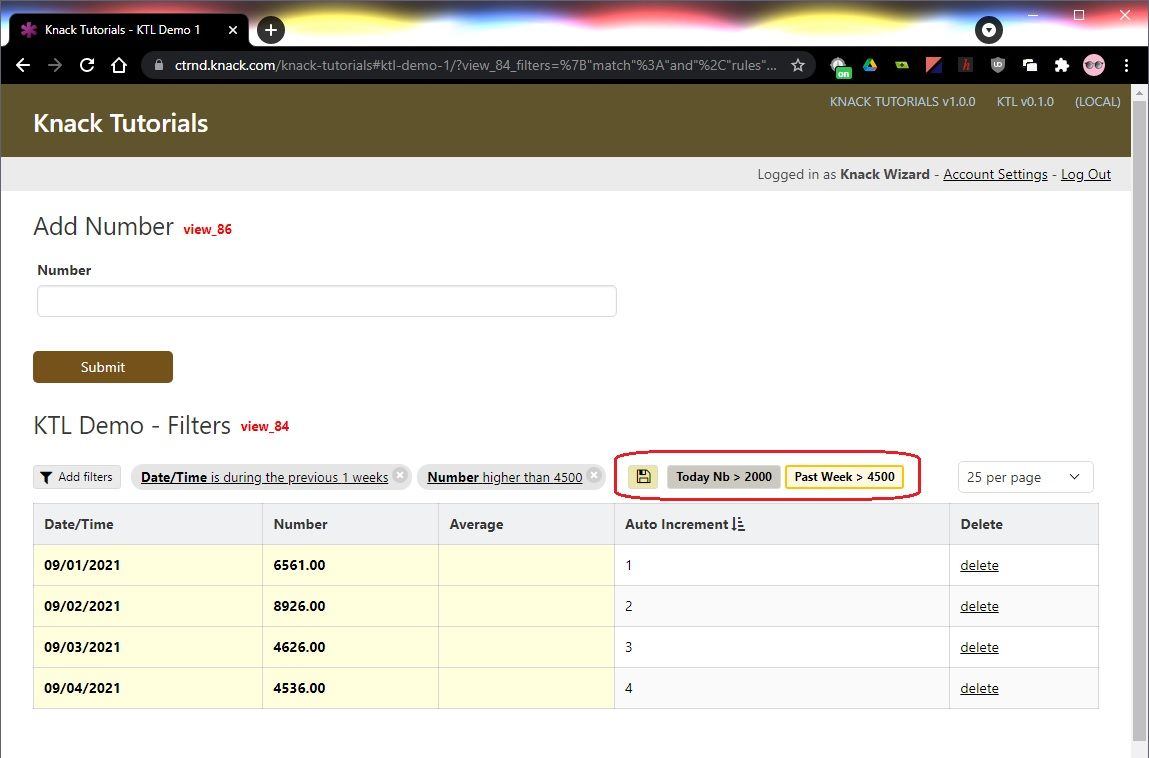 Knack Tutorials - KTL Demo 1
ctrnd.knack.com/knack-tutorials#ktl-demo-1/?view_84_filters=%7B"match"%3A"and"%2C"rules"...
on
KNACK TUTORIALS v1.0.0 KTL v0.1.0 (LOCAL)
Knack Tutorials
Logged in as Knack Wizard - Account Settings - Log Out
Add Number view_86
Number
Submit
KTL Demo - Filters view_84
Add filters Date/Time is during the previous 1 weeks Number higher than 4500 Today Nb > 2000 Past Week > 4500 25 per page
Date/Time Number Average Auto Increment Delete
09/01/2021 6561.00 1 delete
09/02/2021 8926.00 2 delete
09/03/2021 4626.00 3 delete
09/04/2021 4536.00 4 delete